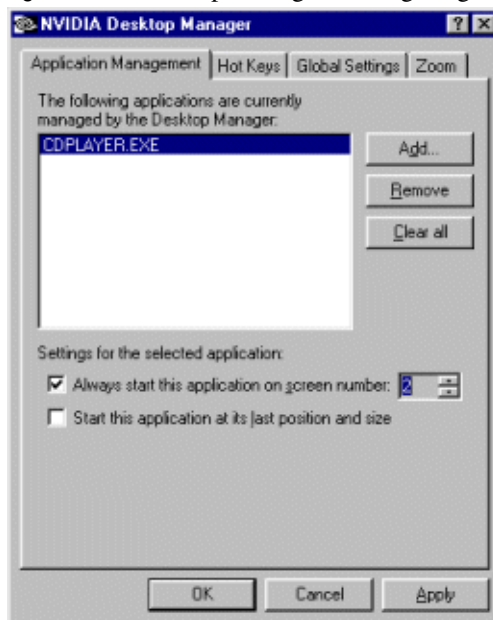 NVIDIA Desktop Manager
Application Management Hot Keys Global Settings Zoom
The following applications are currently
managed by the Desktop Manager:
CDPLAYER.EXE
Add...
Remove
Clear all
Settings for the selected application:
Always start this application on screen number: 2
Start this application at its last position and size
OK Cancel Apply